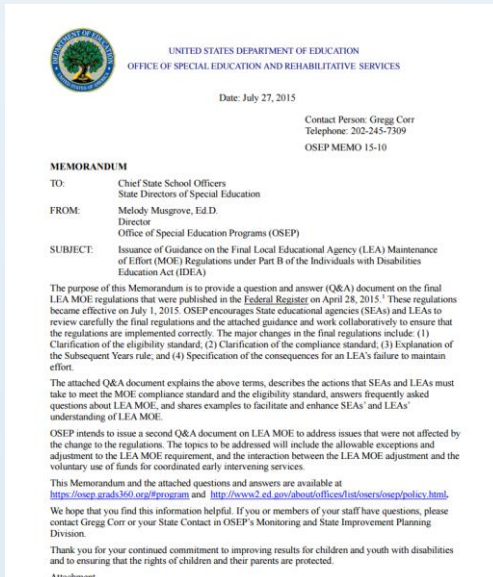 UNITED STATES DEPARTMENT OF EDUCATION
OFFICE OF SPECIAL EDUCATION AND REHABILITATIVE SERVICES
Date: July 27, 2015
Contact Person: Gregg Corr
Telephone: 202-245-7309
OSEP MEMO 15-10
MEMORANDUM
TO: Chief State School Officers
State Directors of Special Education
FROM: Melody Musgrove, Ed.D.
Director
Office of Special Education Programs (OSEP)
SUBJECT: Issuance of Guidance on the Final Local Educational Agency (LEA) Maintenance
of Effort (MOE) Regulations under Part B of the Individuals with Disabilities
Education Act (IDEA)
The purpose of this Memorandum is to provide a question and answer (Q&A) document on the final
LEA MOE regulations that were published in the Federal Register on April 28, 2015.¹ These regulations
became effective on July 1, 2015. OSEP encourages State educational agencies (SEAs) and LEAs to
review carefully the final regulations and the attached guidance and work collaboratively to ensure that
the regulations are implemented correctly. The major changes in the final regulations include: (1)
Clarification of the eligibility standard; (2) Clarification of the compliance standard; (3) Explanation of
the Subsequent Years rule; and (4) Specification of the consequences for an LEA's failure to maintain
effort.
The attached Q&A document explains the above terms, describes the actions that SEAs and LEAs must
take to meet the MOE compliance standard and the eligibility standard, answers frequently asked
questions about LEA MOE, and shares examples to facilitate and enhance SEAs' and LEAs'
understanding of LEA MOE.
OSEP intends to issue a second Q&A document on LEA MOE to address issues that were not affected by
the change to the regulations. The topics to be addressed will include the allowable exceptions and
adjustment to the LEA MOE requirement, and the interaction between the LEA MOE adjustment and the
voluntary use of funds for coordinated early intervening services.
This Memorandum and the attached questions and answers are available at
https://osep.grads360.org/#program and http://www2.ed.gov/about/offices/list/osers/osep/policy.html.
We hope that you find this information helpful. If you or members of your staff have questions, please
contact Gregg Corr or your State Contact in OSEP's Monitoring and State Improvement Planning
Division.
Thank you for your continued commitment to improving results for children and youth with disabilities
and to ensuring that the rights of children and their parents are protected.
Attachment